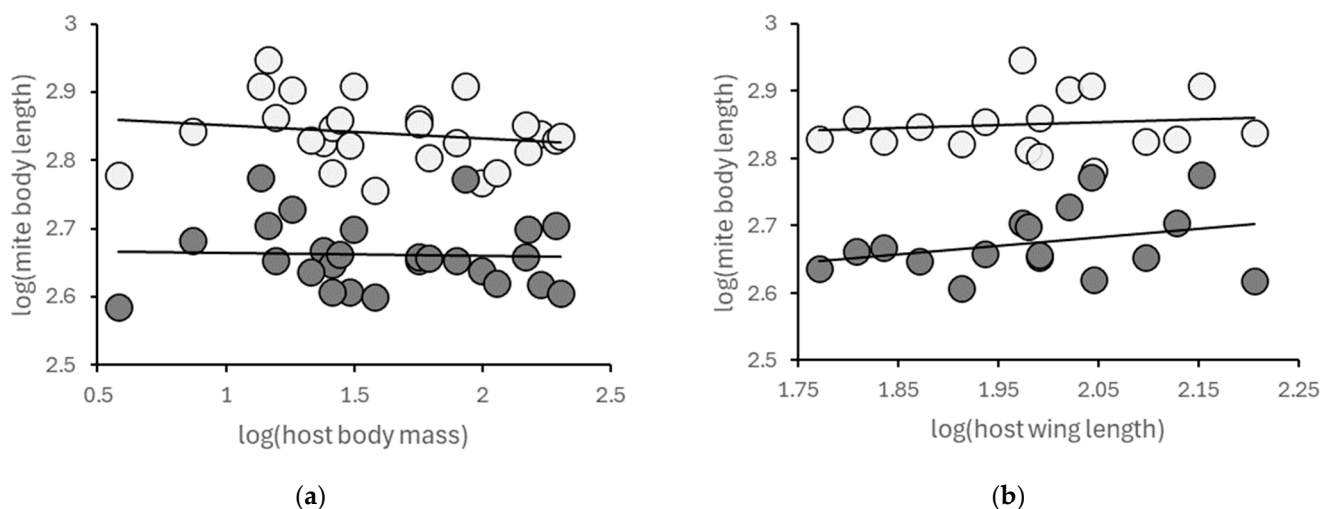 3
2.9
2.8
2.7
2.6
2.5
log(mite body length)
0.5 1 1.5 2 2.5
log(host body mass)
(a)
3
2.9
2.8
2.7
2.6
2.5
log(mite body length)
1.75 1.85 1.95 2.05 2.15 2.25
log(host wing length)
(b)